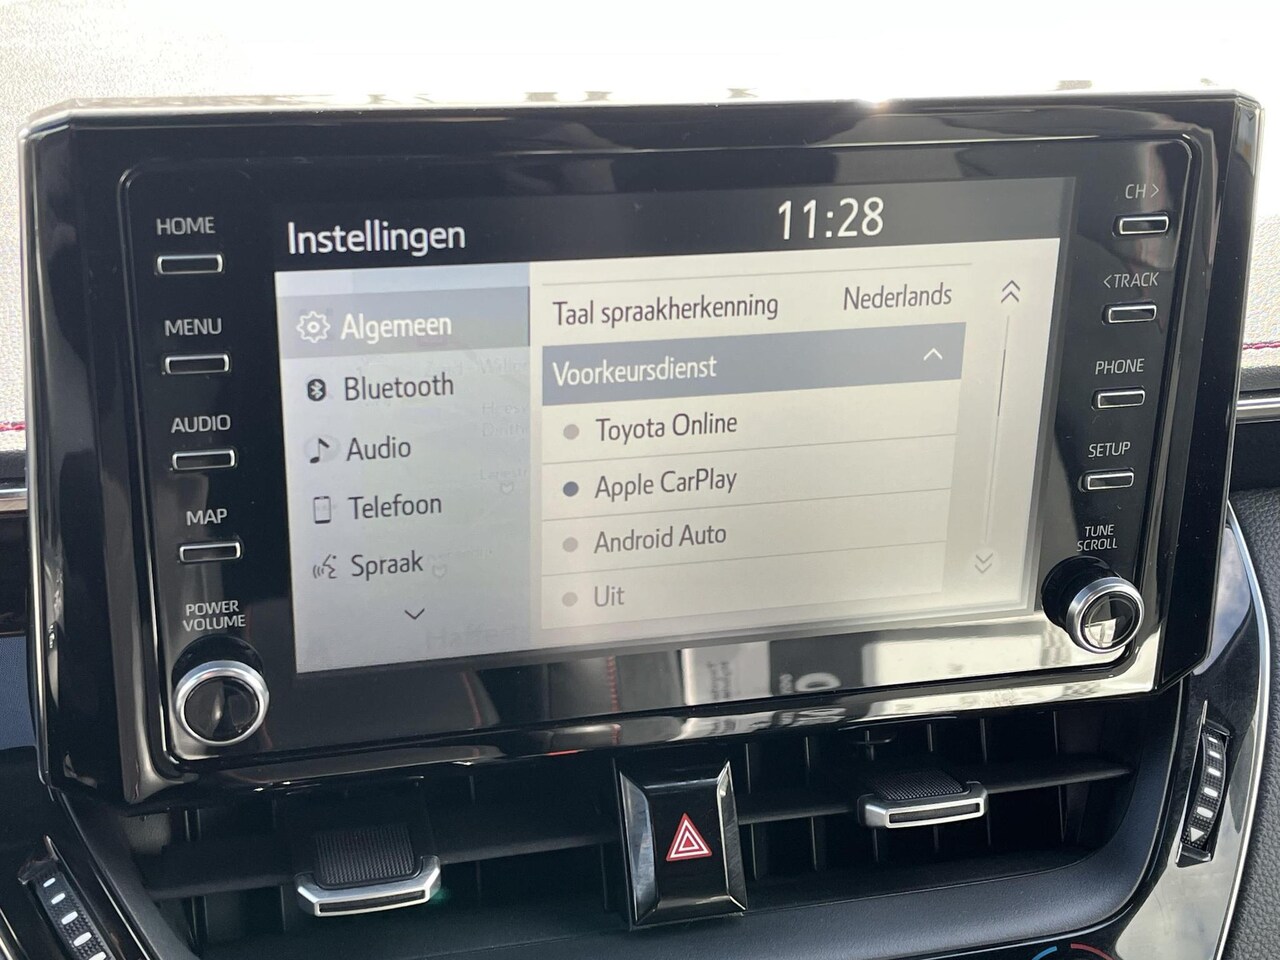 HOME
MENU
AUDIO
MAP
POWER
VOLUME
Instellingen
11:28
Algemeen
Bluetooth
Audio
Telefoon
Spraak
Taal spraakherkenning Nederlands
Voorkeursdienst
Toyota Online
Apple CarPlay
Android Auto
Uit
CH >
< TRACK
PHONE
SETUP
TUNE
SCROLL